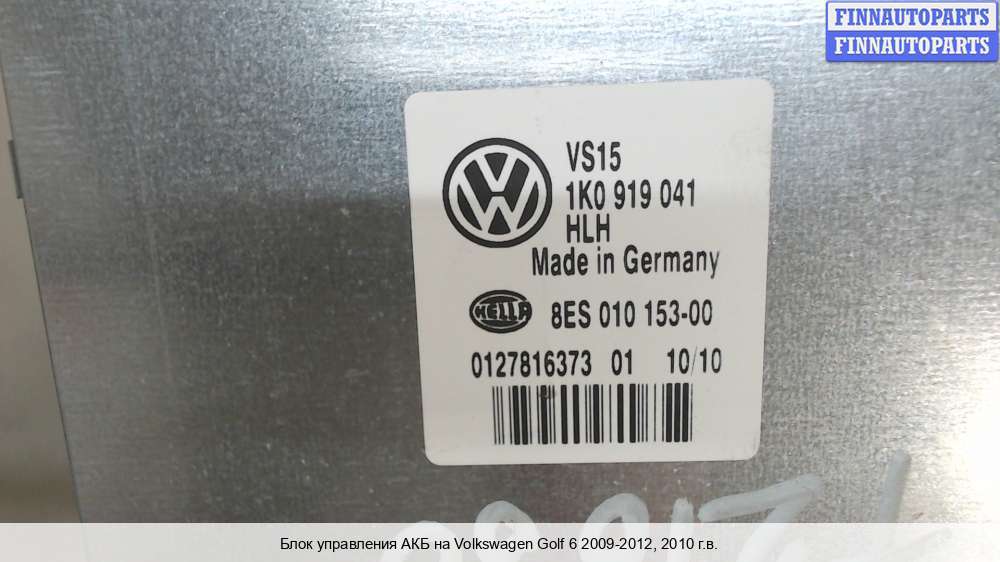 FINNAUTOPARTS
FINNAUTOPARTS
VS15
1K0 919 041
HLH
Made in Germany
HELLA
8ES 010 153-00
0127816373 01 10/10
Блок управления АКБ на Volkswagen Golf 6 2009-2012, 2010 г.в.